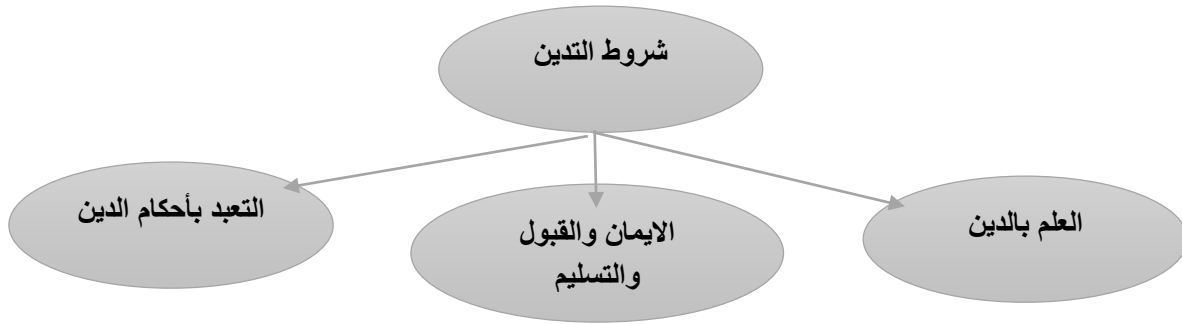 شروط التدين
العلم بالدين
الايمان والقبول
والتسليم
التعبد بأحكام الدين